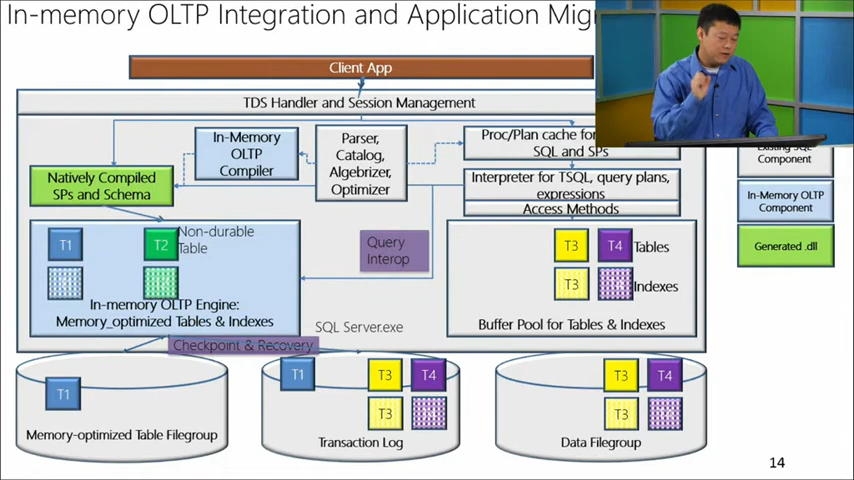 In-memory OLTP Integration and Application
Client App
TDS Handler and Session Management
In-Memory
OLTP
Compiler
Parser,
Catalog,
Algebrizer,
Optimizer
Proc/Plan cache for
SQL and SPs
Natively Compiled
SPs and Schema
Interpreter for TSQL, query plans,
expressions
Access Methods
T1
T2
Non-durable
Table
In-memory OLTP Engine:
Memory_optimized Tables & Indexes
Query
Interop
T3
T4
Tables
T3
Indexes
Buffer Pool for Tables & Indexes
SQL Server.exe
Checkpoint & Recovery
T1
Memory-optimized Table Filegroup
T1
T3
T4
T3
Transaction Log
T3
T4
T3
Data Filegroup
Existing SQL
Component
In-Memory OLTP
Component
Generated .dll
14